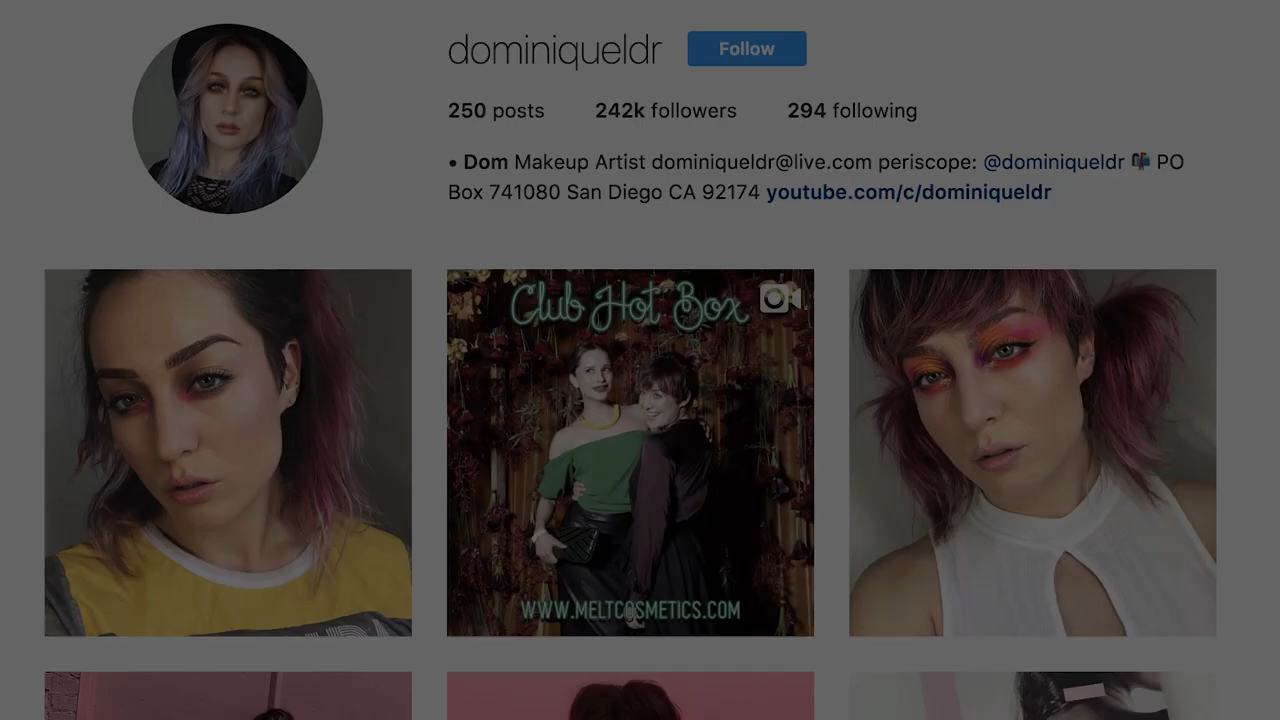 dominiqueldr Follow
250 posts 242k followers 294 following
• Dom Makeup Artist dominiqueldr@live.com periscope: @dominiqueldr 📬 PO
Box 741080 San Diego CA 92174 youtube.com/c/dominiqueldr
Club Hot Box
WWW.MELTCOSMETICS.COM